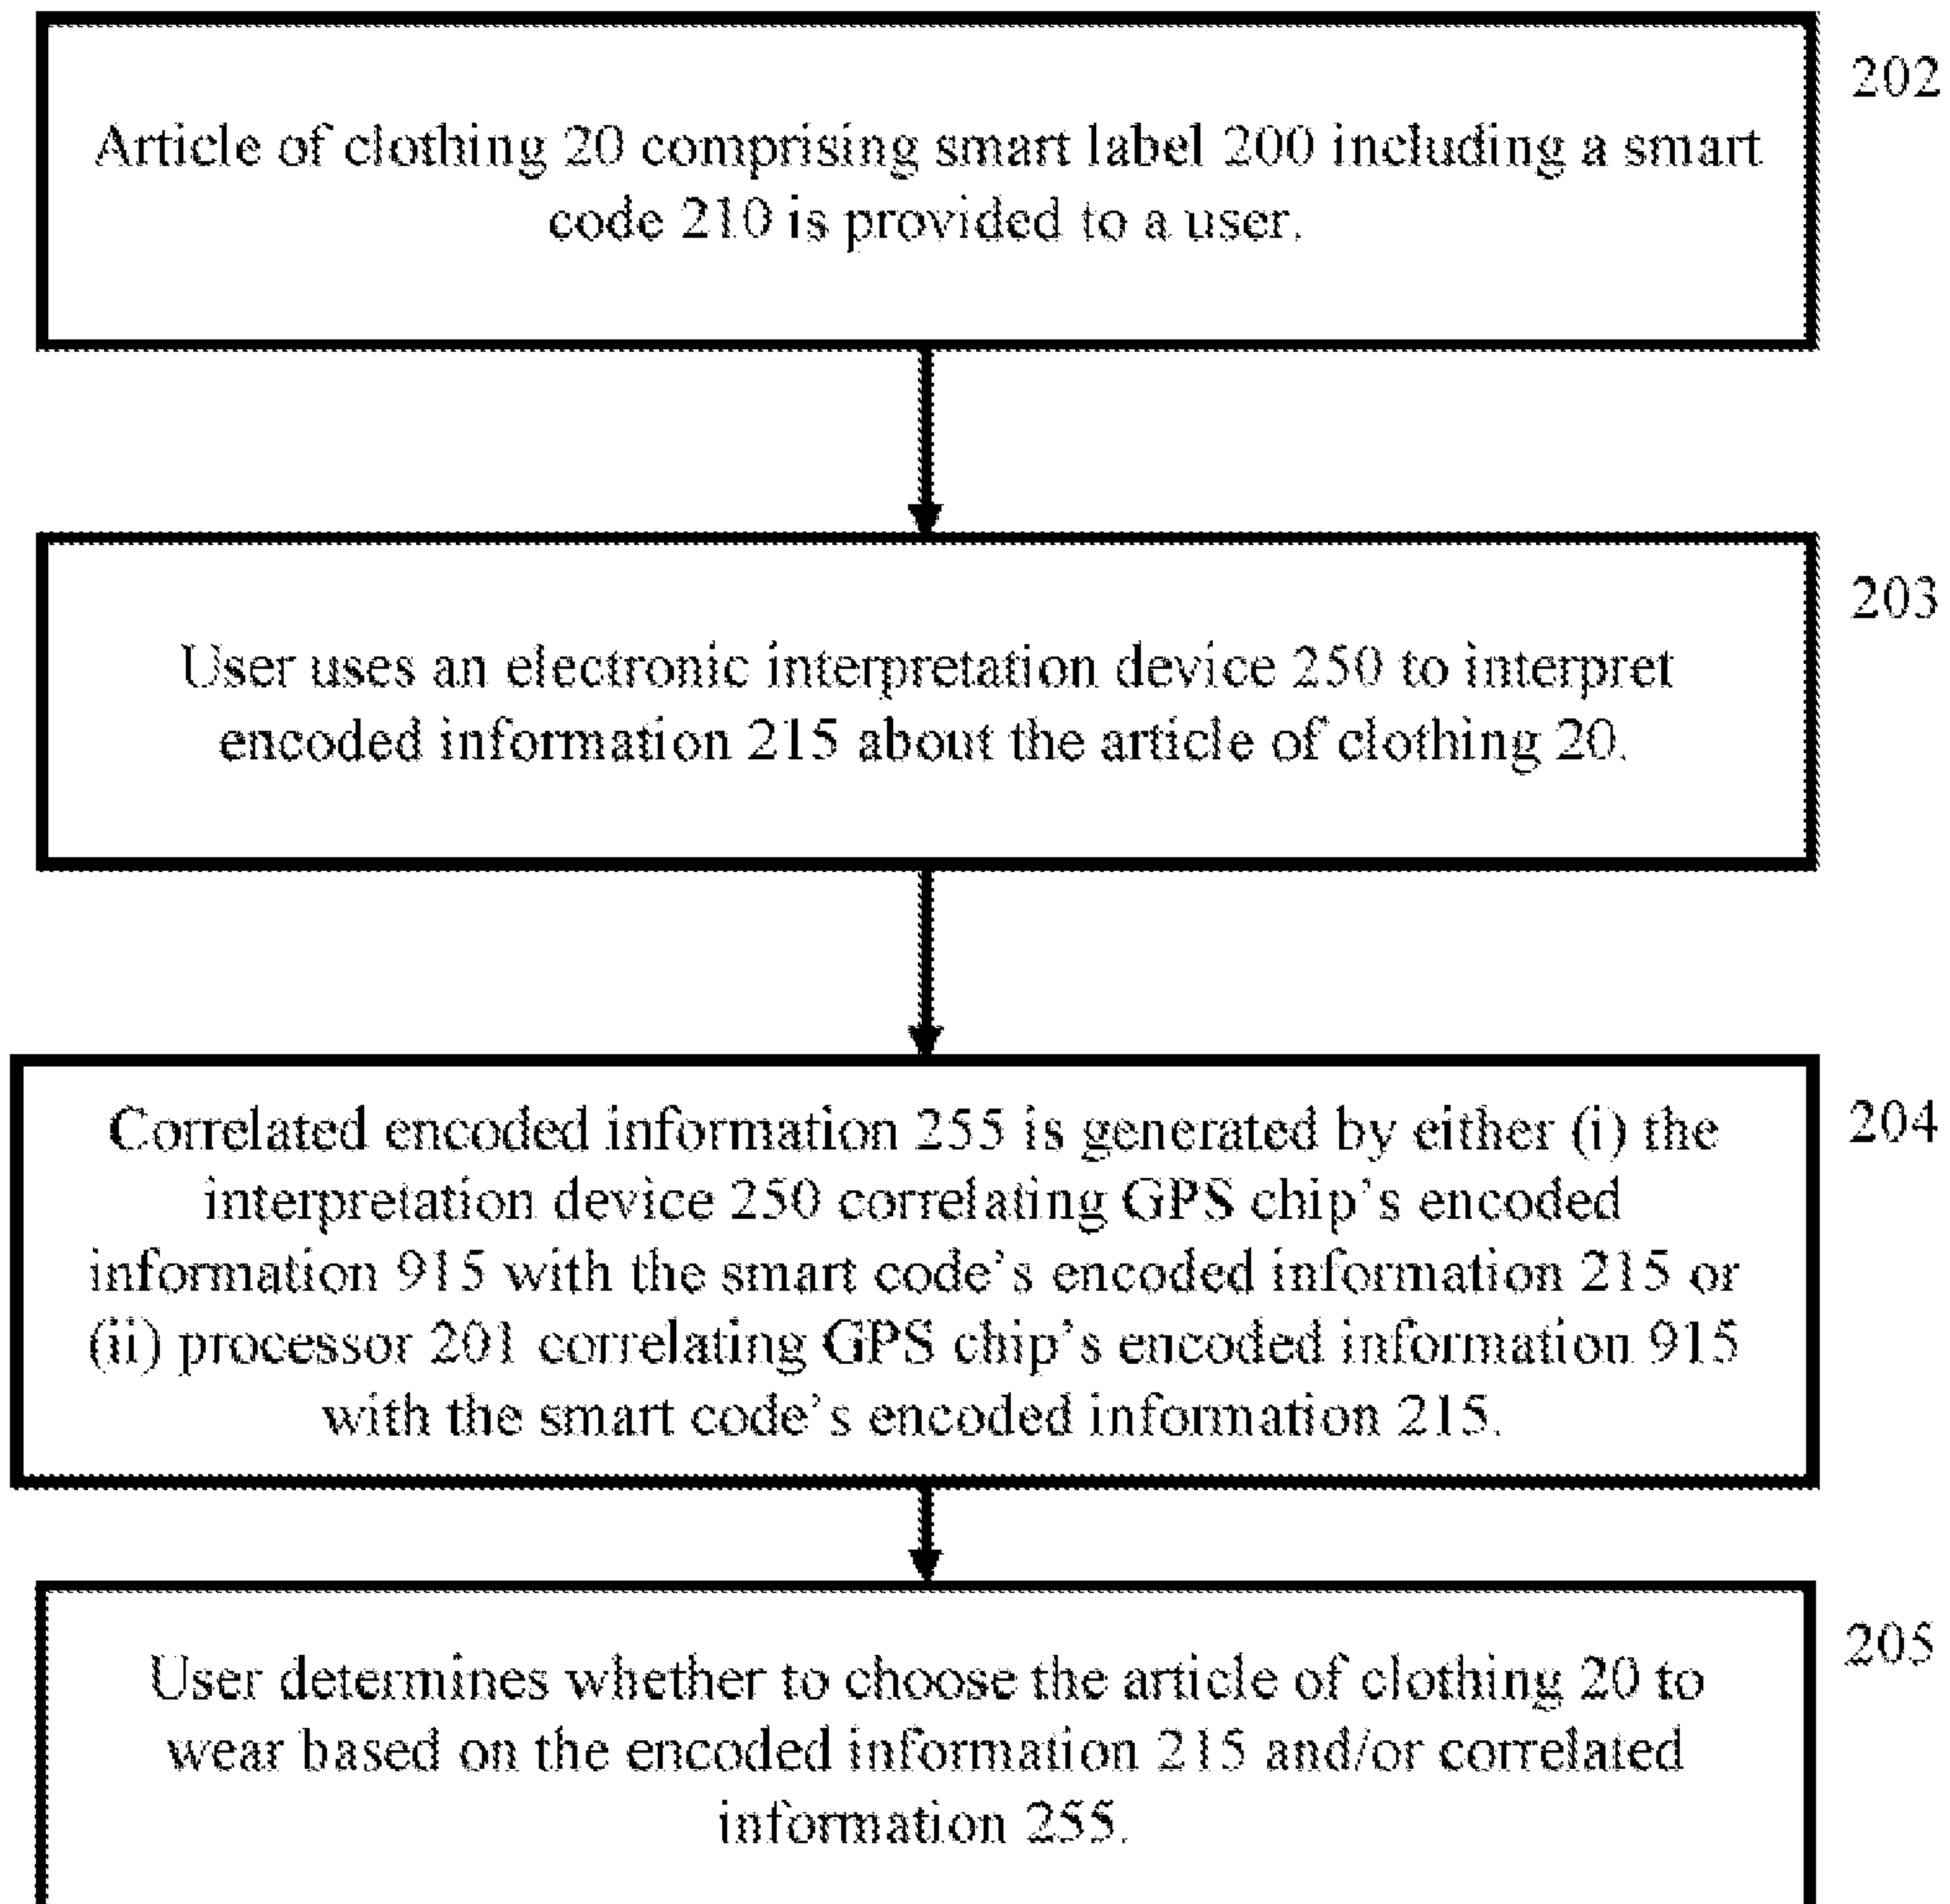 202
Article of clothing 20 comprising smart label 200 including a smart
code 210 is provided to a user.
203
User uses an electronic interpretation device 250 to interpret
encoded information 215 about the article of clothing 20.
204
Correlated encoded information 255 is generated by either (i) the
interpretation device 250 correlating GPS chip's encoded
information 915 with the smart code's encoded information 215 or
(ii) processor 201 correlating GPS chip's encoded information 915
with the smart code's encoded information 215.
205
User determines whether to choose the article of clothing 20 to
wear based on the encoded information 215 and/or correlated
information 255.